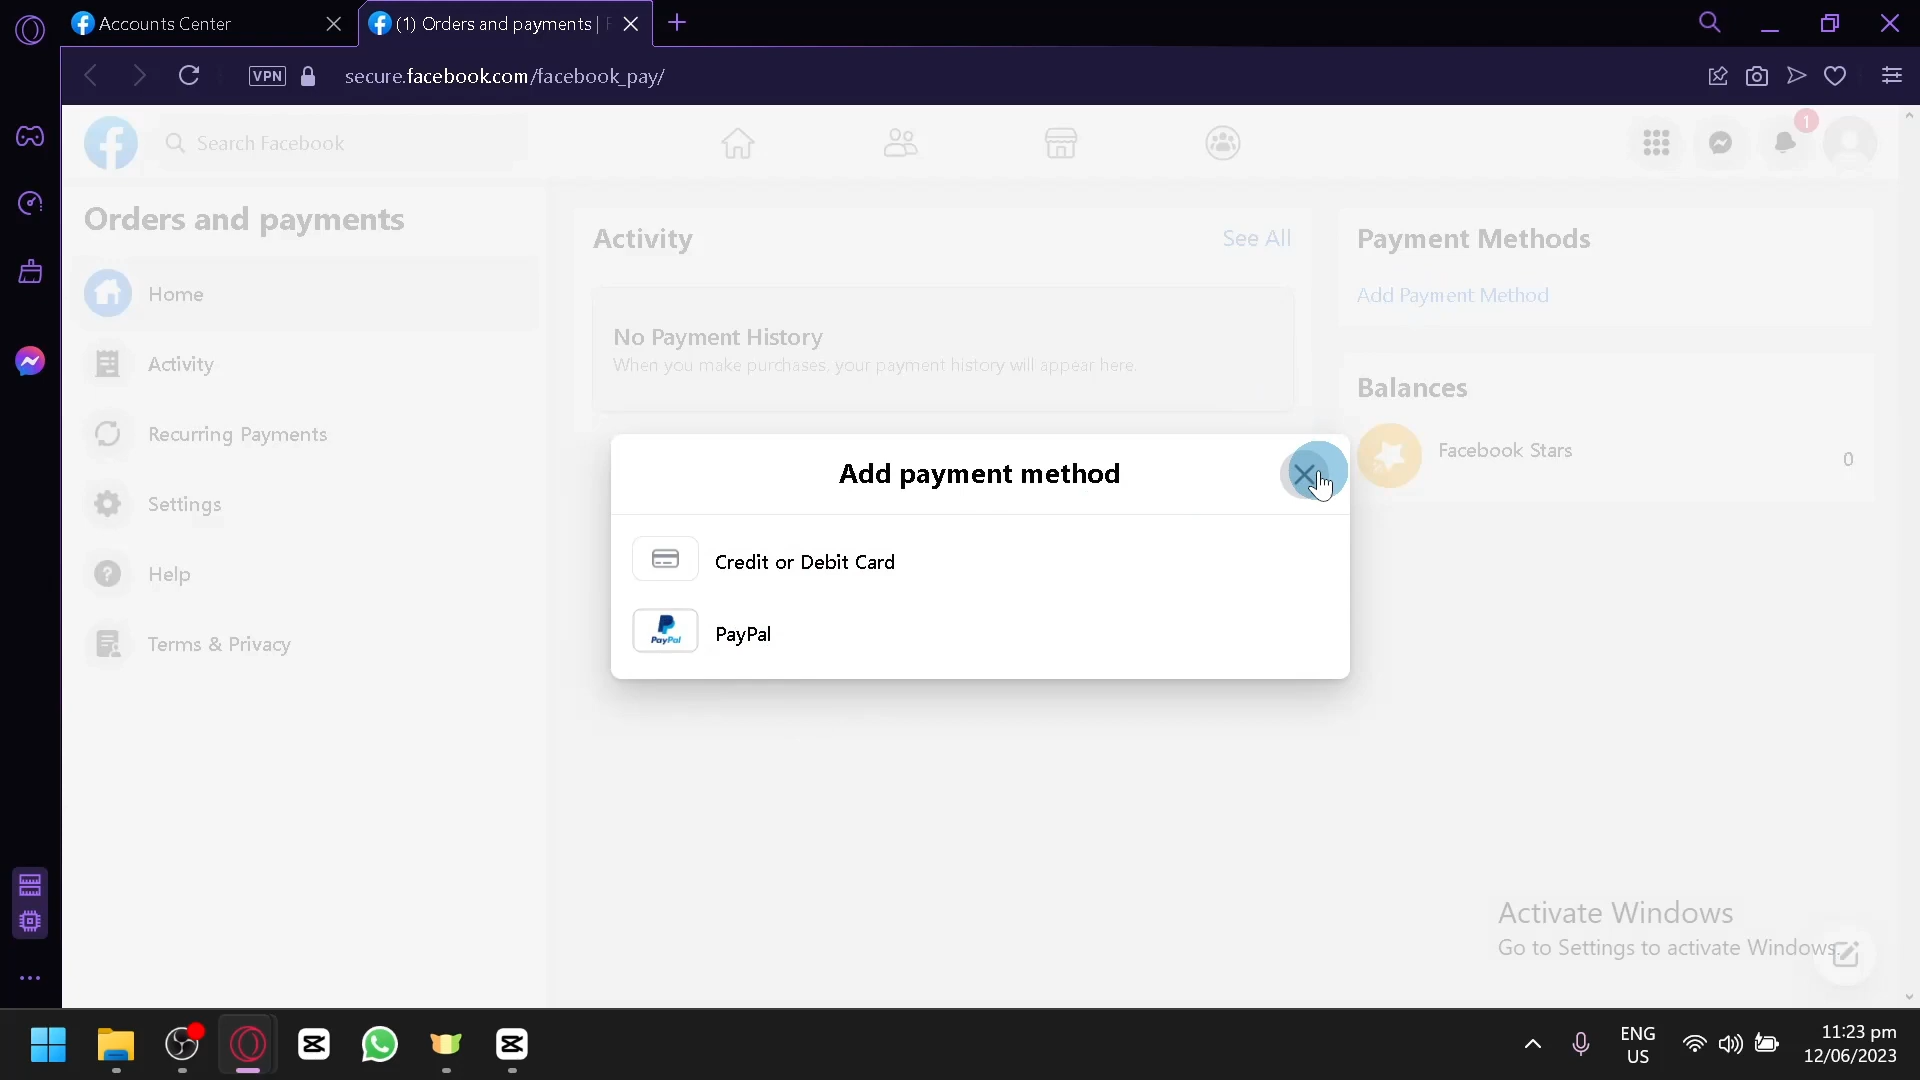 Accounts Center
(1) Orders and payments |
VPN
secure.facebook.com/facebook_pay/
Search Facebook
1
Orders and payments
Home
Activity
Recurring Payments
Settings
Help
Terms & Privacy
Activity
See All
No Payment History
When you make purchases, your payment history will appear here.
Payment Methods
Add Payment Method
Balances
Facebook Stars
0
Add payment method
Credit or Debit Card
PayPal
PayPal
Activate Windows
Go to Settings to activate Windows.
ENG
US
11:23 pm
12/06/2023